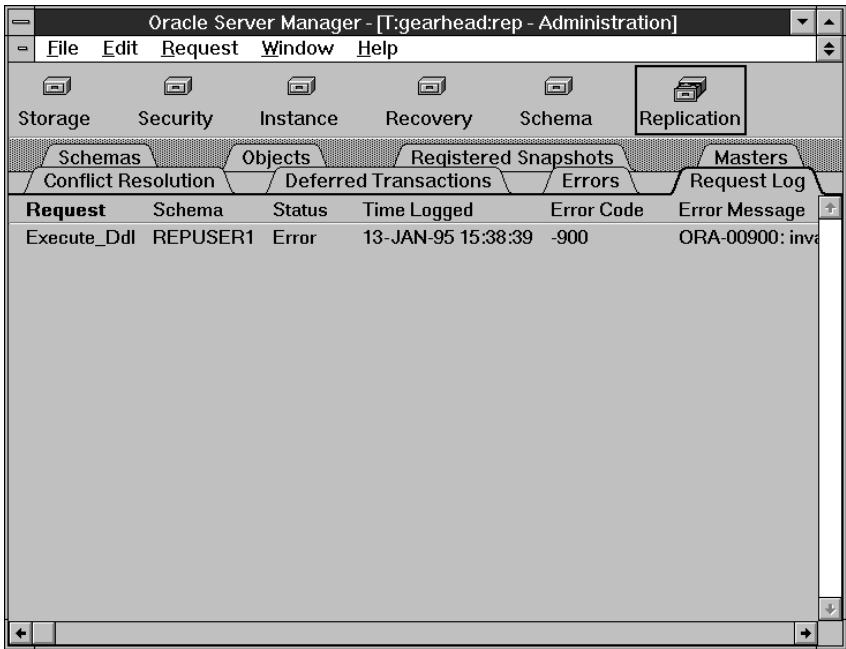 Oracle Server Manager - [T:gearhead:rep - Administration]
File Edit Request Window Help
Storage Security Instance Recovery Schema Replication
Schemas Objects Registered Snapshots Masters
Conflict Resolution Deferred Transactions Errors Request Log
Request Schema Status Time Logged Error Code Error Message
Execute_Ddl REPUSER1 Error 13-JAN-95 15:38:39 -900 ORA-00900: inva